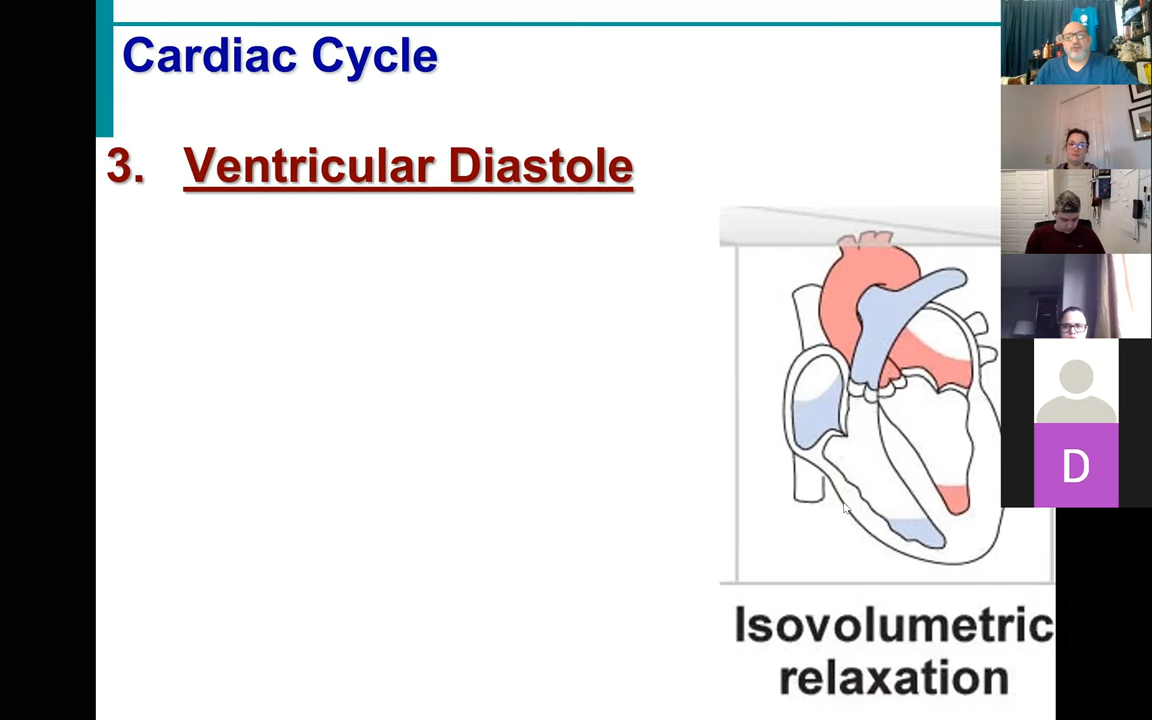 Cardiac Cycle
3. Ventricular Diastole
Isovolumetric
relaxation
D